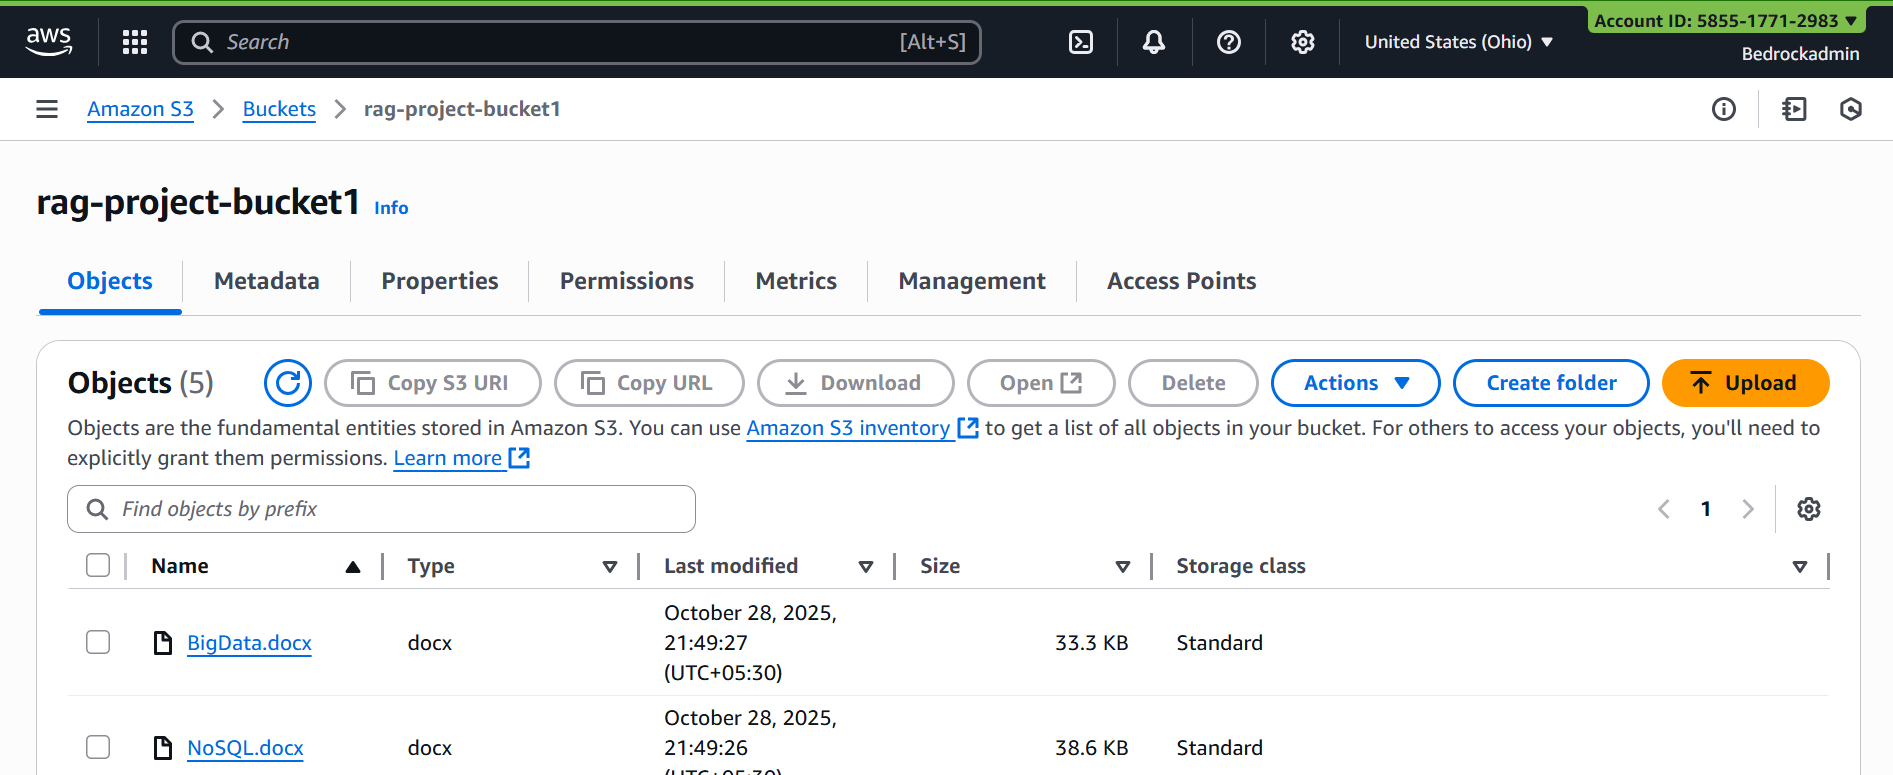 aws
Search [Alt+S]
United States (Ohio)
Account ID: 5855-1771-2983
Bedrockadmin
Amazon S3 > Buckets > rag-project-bucket1
rag-project-bucket1 Info
Objects Metadata Properties Permissions Metrics Management Access Points
Objects (5) Copy S3 URI Copy URL Download Open Delete Actions Create folder Upload
Objects are the fundamental entities stored in Amazon S3. You can use Amazon S3 inventory to get a list of all objects in your bucket. For others to access your objects, you'll need to
explicitly grant them permissions. Learn more
Find objects by prefix 1
Name Type Last modified Size Storage class
October 28, 2025,
BigData.docx docx 21:49:27 33.3 KB Standard
(UTC+05:30)
October 28, 2025,
NoSQL.docx docx 21:49:26 38.6 KB Standard
(UTC+05:30)